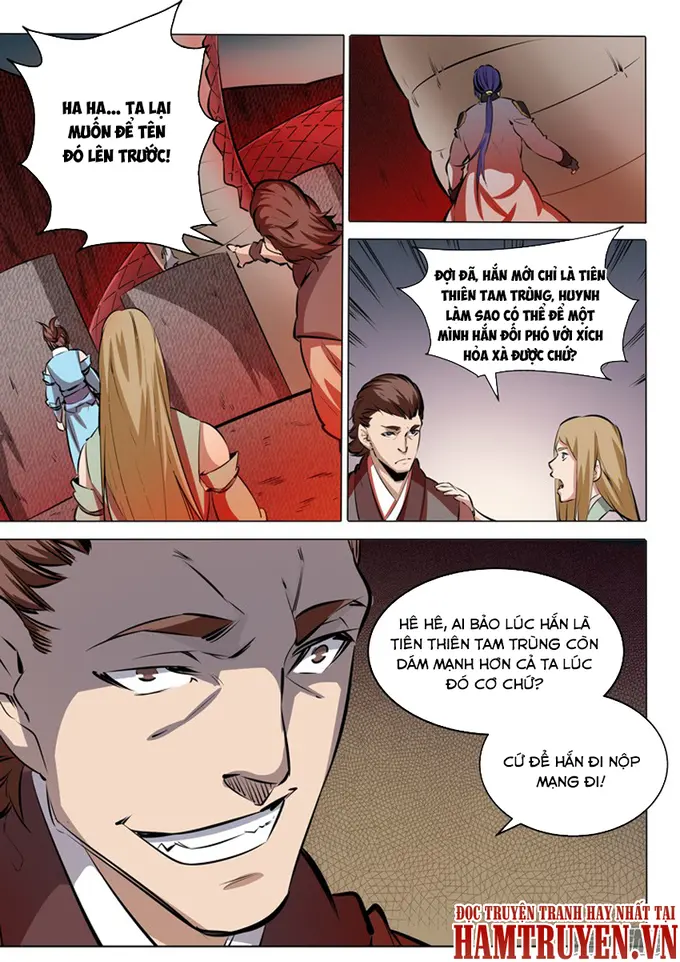 HA HA... TA LẠI
MUỐN ĐỂ TÊN
ĐÓ LÊN TRƯỚC!
ĐỢI ĐÃ, HẮN MỚI CHỈ LÀ TIÊN
THIÊN TAM TRÙNG, HUYNH
LÀM SAO CÓ THỂ ĐỂ MỘT
MÌNH HẮN ĐỐI PHÓ VỚI XÍCH
HỎA XÀ ĐƯỢC CHỨ?
HÊ HÊ, AI BẢO LÚC HẮN LÀ
TIÊN THIÊN TAM TRÙNG CÒN
DÁM MẠNH HƠN CẢ TA LÚC
ĐÓ CƠ CHỨ?
CỨ ĐỂ HẮN ĐI NỘP
MẠNG ĐI!
ĐỌC TRUYỆN TRANH HAY NHẤT TẠI
HAMTRUYEN.VN